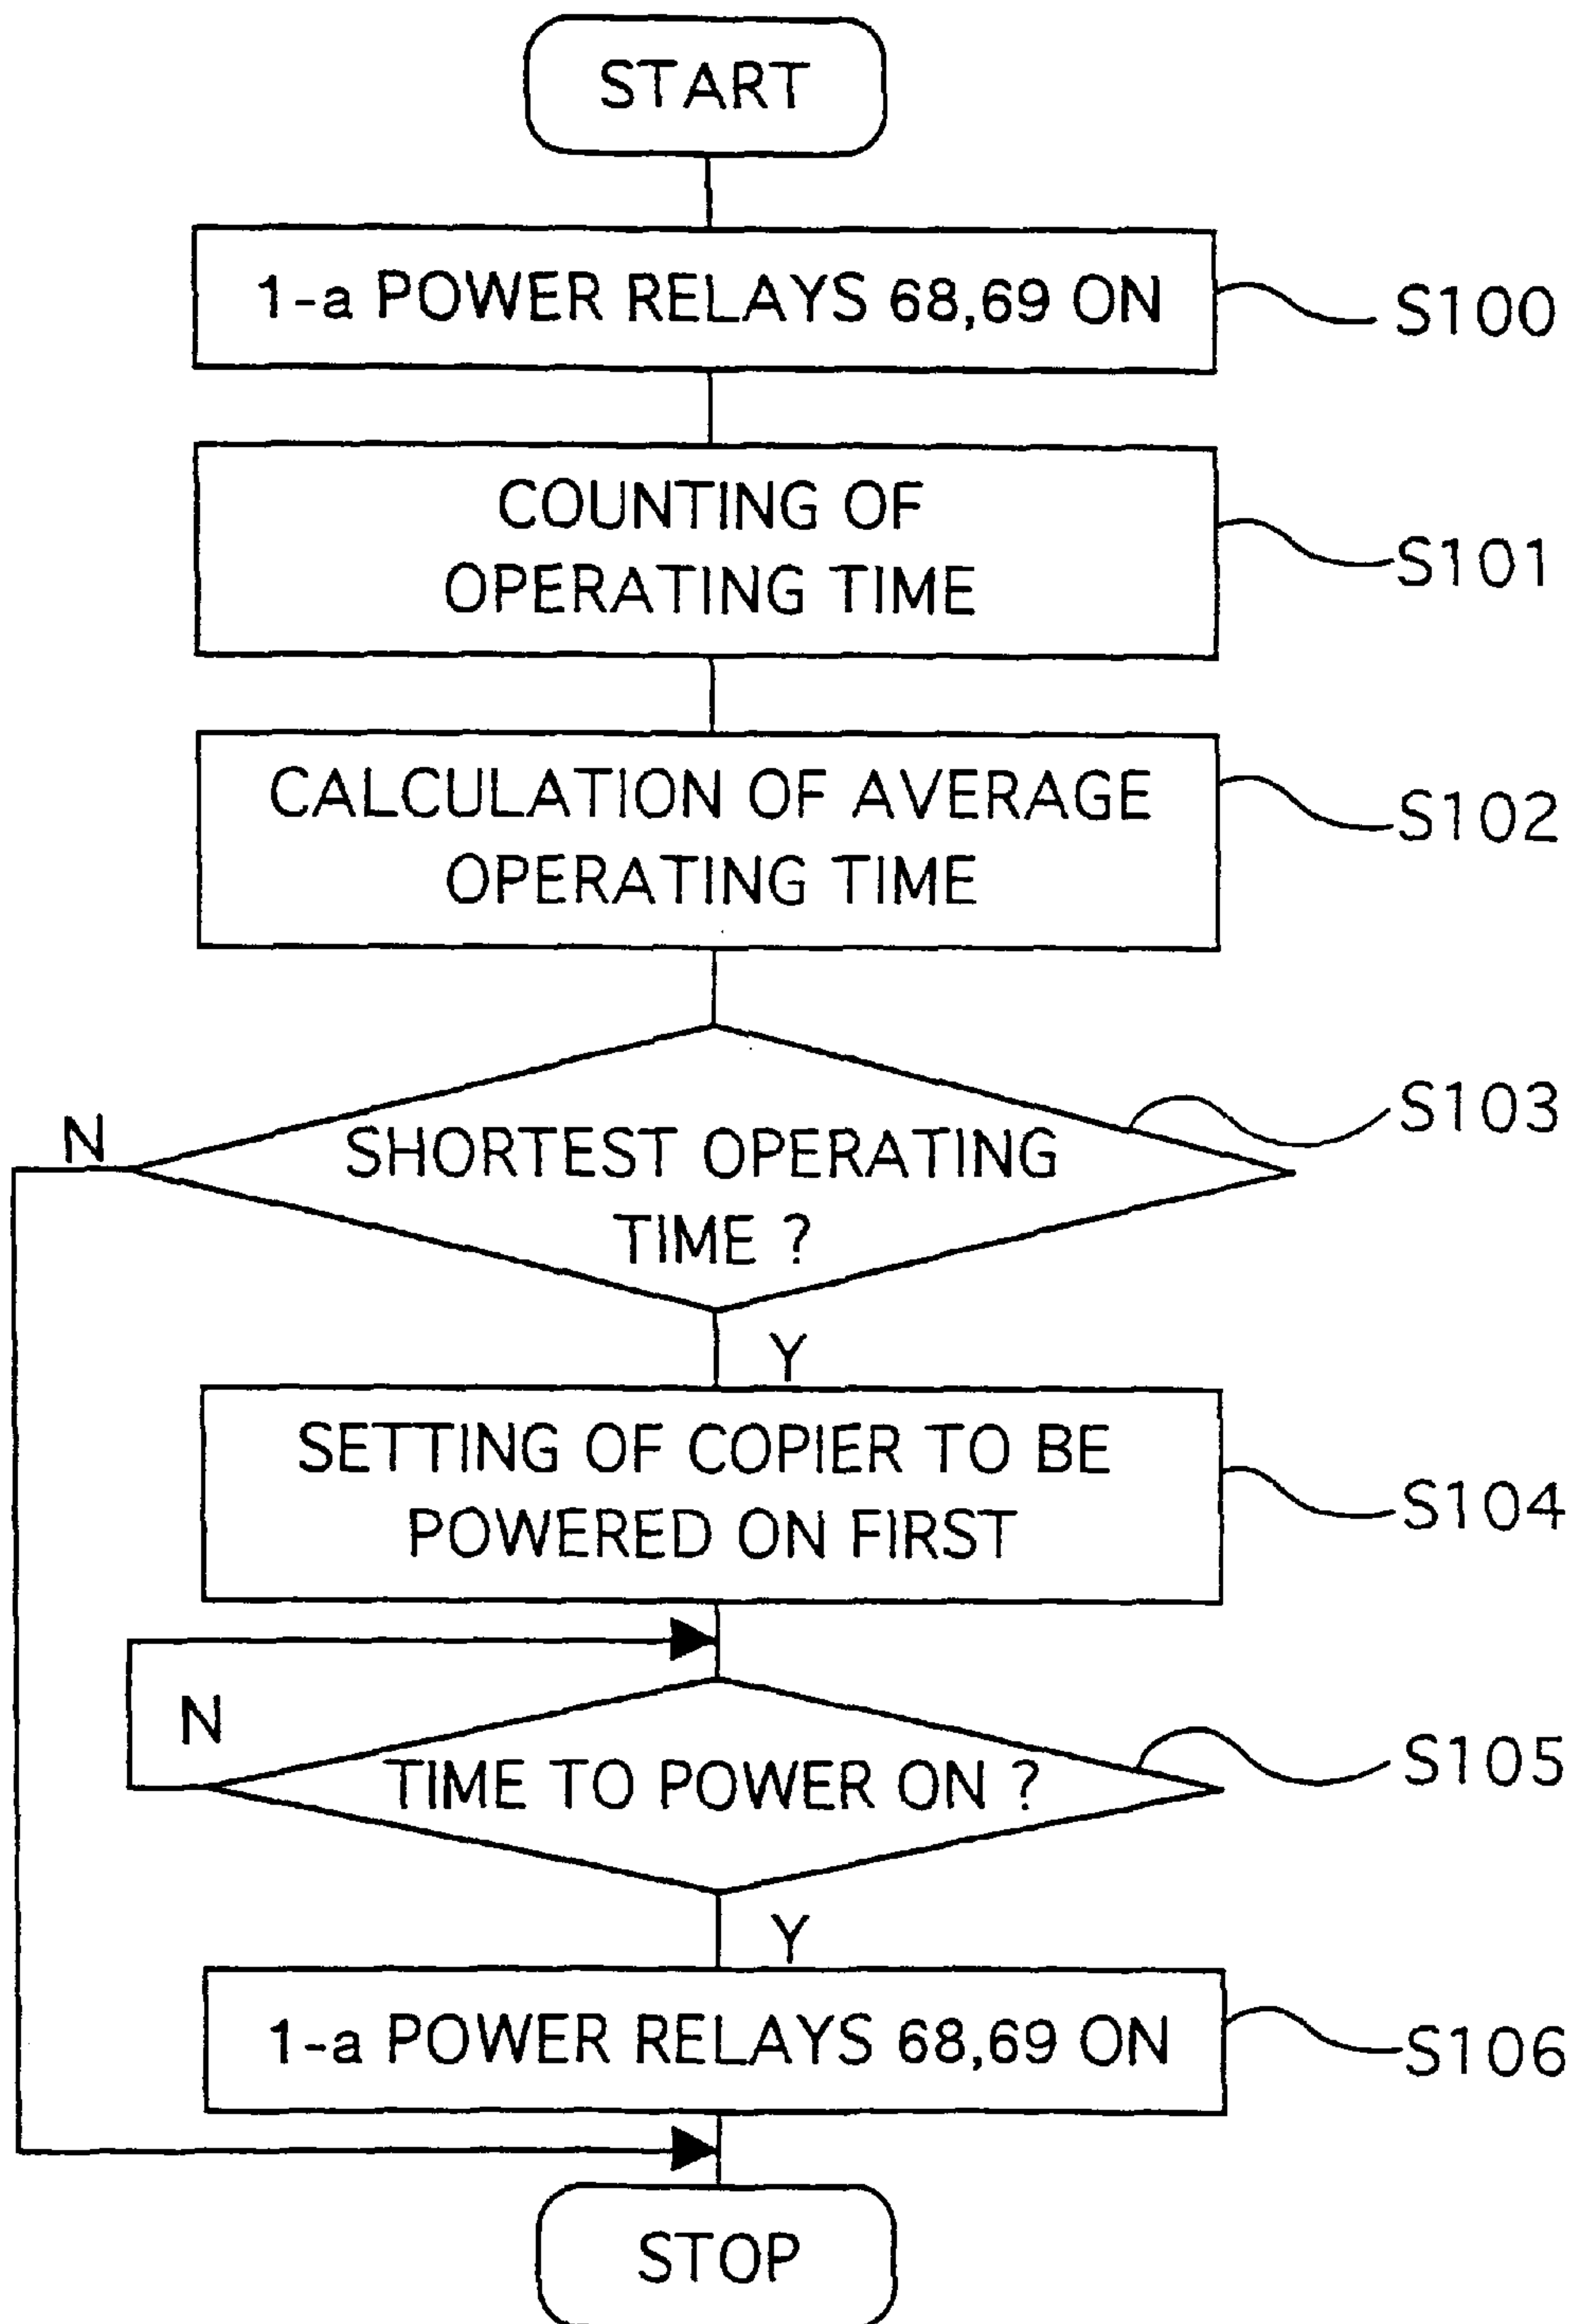 START
1-a POWER RELAYS 68,69 ON
S100
COUNTING OF
OPERATING TIME
S101
CALCULATION OF AVERAGE
OPERATING TIME
S102
S103
N
SHORTEST OPERATING
TIME ?
Y
SETTING OF COPIER TO BE
POWERED ON FIRST
S104
N
TIME TO POWER ON ?
S105
Y
1-a POWER RELAYS 68,69 ON
S106
STOP